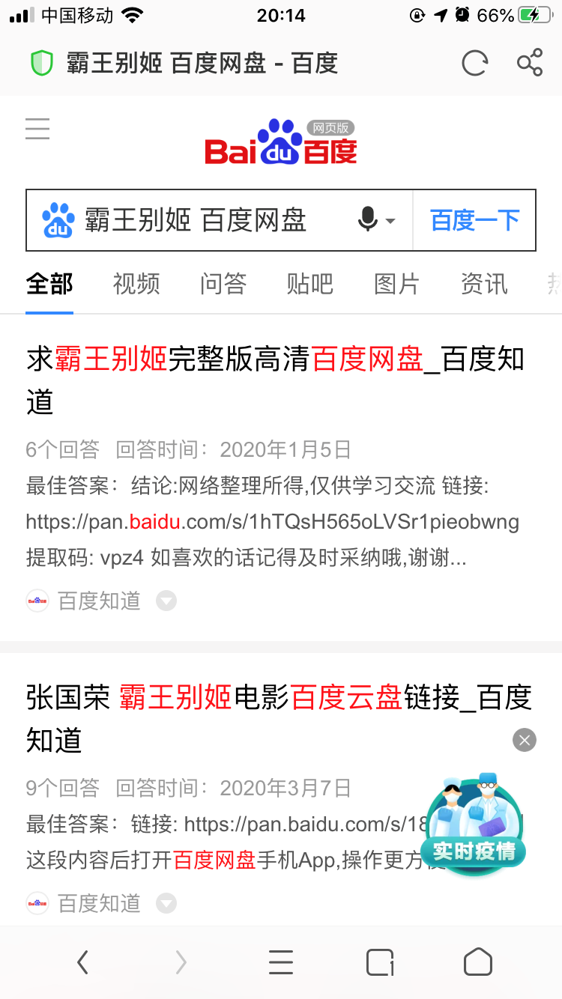 中国移动
20:14
66%
霸王别姬 百度网盘 - 百度
网页版
Bai du 百度
du 霸王别姬 百度网盘
百度一下
全部 视频 问答 贴吧 图片 资讯
求霸王别姬完整版高清百度网盘_百度知
道
6个回答 回答时间：2020年1月5日
最佳答案：结论:网络整理所得,仅供学习交流 链接:
https://pan.baidu.com/s/1hTQsH565oLVSr1pieobwng
提取码: vpz4 如喜欢的话记得及时采纳哦,谢谢...
百度知道
张国荣 霸王别姬电影百度云盘链接_百度
知道
9个回答 回答时间：2020年3月7日
最佳答案：链接: https://pan.baidu.com/s/18
这段内容后打开百度网盘手机App,操作更方便
实时疫情
百度知道
1